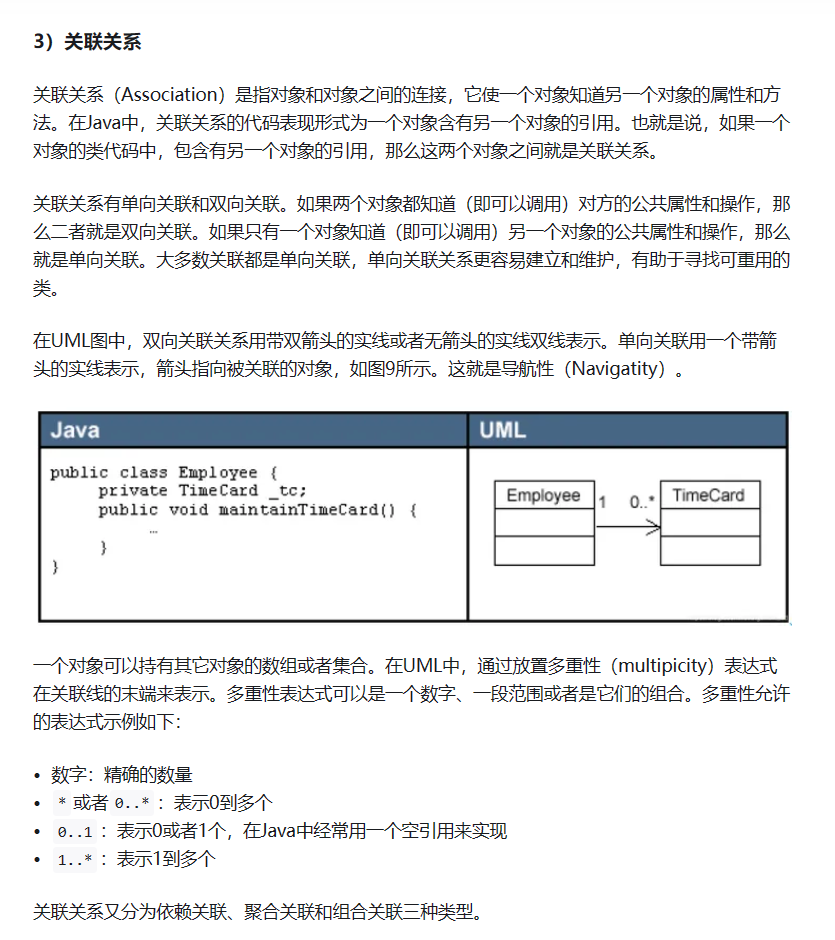 3）关联关系
关联关系（Association）是指对象和对象之间的连接，它使一个对象知道另一个对象的属性和方
法。在Java中，关联关系的代码表现形式为一个对象含有另一个对象的引用。也就是说，如果一个
对象的类代码中，包含有另一个对象的引用，那么这两个对象之间就是关联关系。
关联关系有单向关联和双向关联。如果两个对象都知道（即可以调用）对方的公共属性和操作，那
么二者就是双向关联。如果只有一个对象知道（即可以调用）另一个对象的公共属性和操作，那么
就是单向关联。大多数关联都是单向关联，单向关联关系更容易建立和维护，有助于寻找可重用的
类。
在UML图中，双向关联关系用带双箭头的实线或者无箭头的实线双线表示。单向关联用一个带箭
头的实线表示，箭头指向被关联的对象，如图9所示。这就是导航性（Navigatity）。
Java
public class Employee {
private TimeCard _tc;
public void maintainTimeCard() {
…
}
}
UML
Employee
1
0..*
TimeCard
一个对象可以持有其它对象的数组或者集合。在UML中，通过放置多重性（multipicity）表达式
在关联线的末端来表示。多重性表达式可以是一个数字、一段范围或者是它们的组合。多重性允许
的表达式示例如下：
• 数字：精确的数量
• * 或者 0..* ：表示0到多个
• 0..1 ：表示0或者1个，在Java中经常用一个空引用来实现
• 1..* ：表示1到多个
关联关系又分为依赖关联、聚合关联和组合关联三种类型。